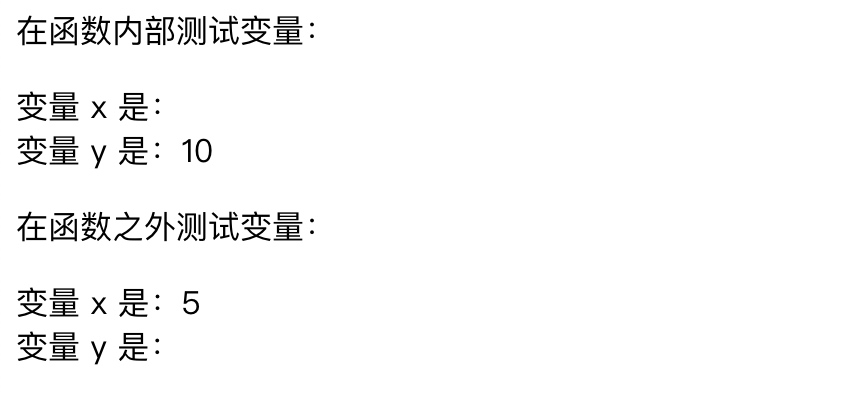 在函数内部测试变量：
变量 x 是：
变量 y 是：10
在函数之外测试变量：
变量 x 是：5
变量 y 是：